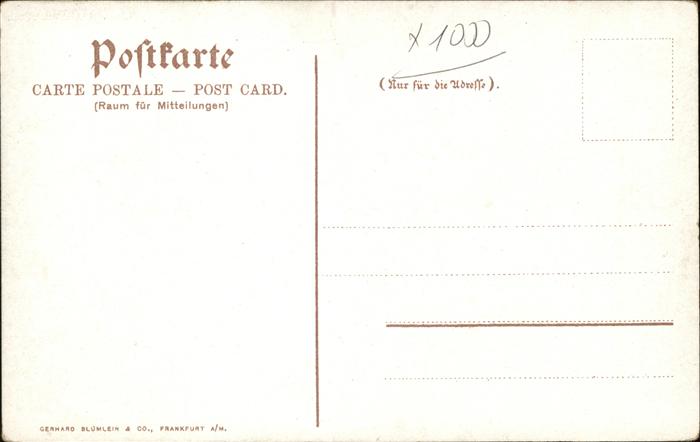 Postkarte
CARTE POSTALE — POST CARD.
(Raum für Mitteilungen)
x 1000
(Nur für die Adresse).
GERHARD BLÜMLEIN & CO., FRANKFURT A/M.